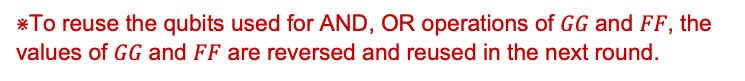 ※To reuse the qubits used for AND, OR operations of GG and FF, the
values of GG and FF are reversed and reused in the next round.